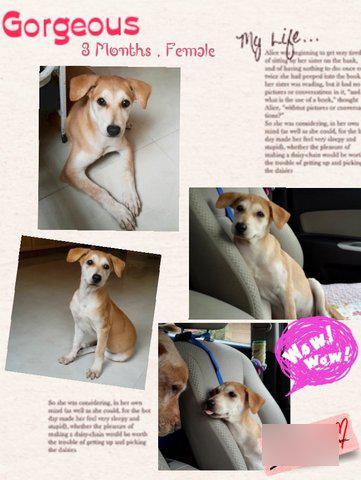 Gorgeous
3 Months , Female
My Life...
Alice was beginning to get very tired
of sitting by her sister on the bank,
and of having nothing to do: once or
twice she had peeped into the book
her sister was reading, but it had no
pictures or conversations in it, "and
what is the use of a book," thought
Alice, "without pictures or conversa
tions?"
So she was considering, in her own
mind (as well as she could, for the
day made her feel very sleepy and
stupid), whether the pleasure of
making a daisy-chain would be worth
the trouble of getting up and picking
the daisies
Wow!
Wow!
So she was considering, in her own
mind (as well as she could, for the hot
day made her feel very sleepy and
stupid), whether the pleasure of
making a daisy-chain would be worth
the trouble of getting up and picking
the daisies